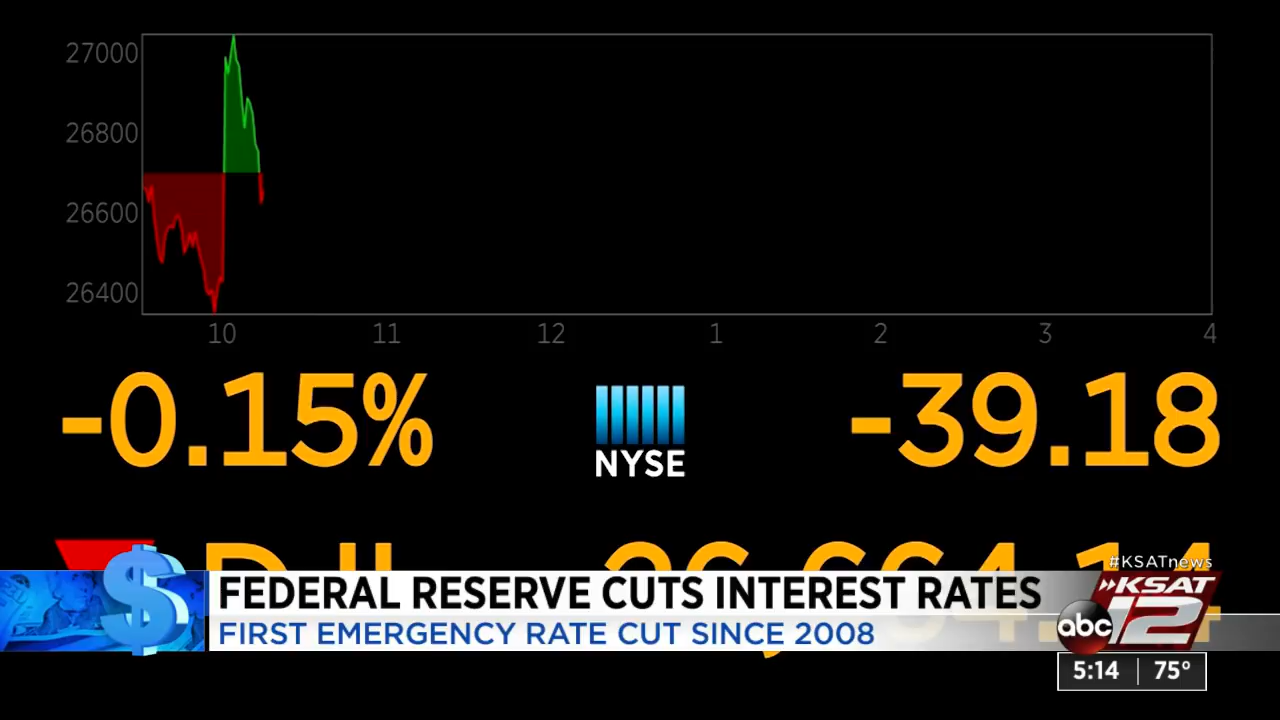 27000
26800
26600
26400
10 11 12 1 2 3 4
-0.15% NYSE -39.18
#KSATnews
FEDERAL RESERVE CUTS INTEREST RATES
FIRST EMERGENCY RATE CUT SINCE 2008
KSAT
abc 12
5:14 75°